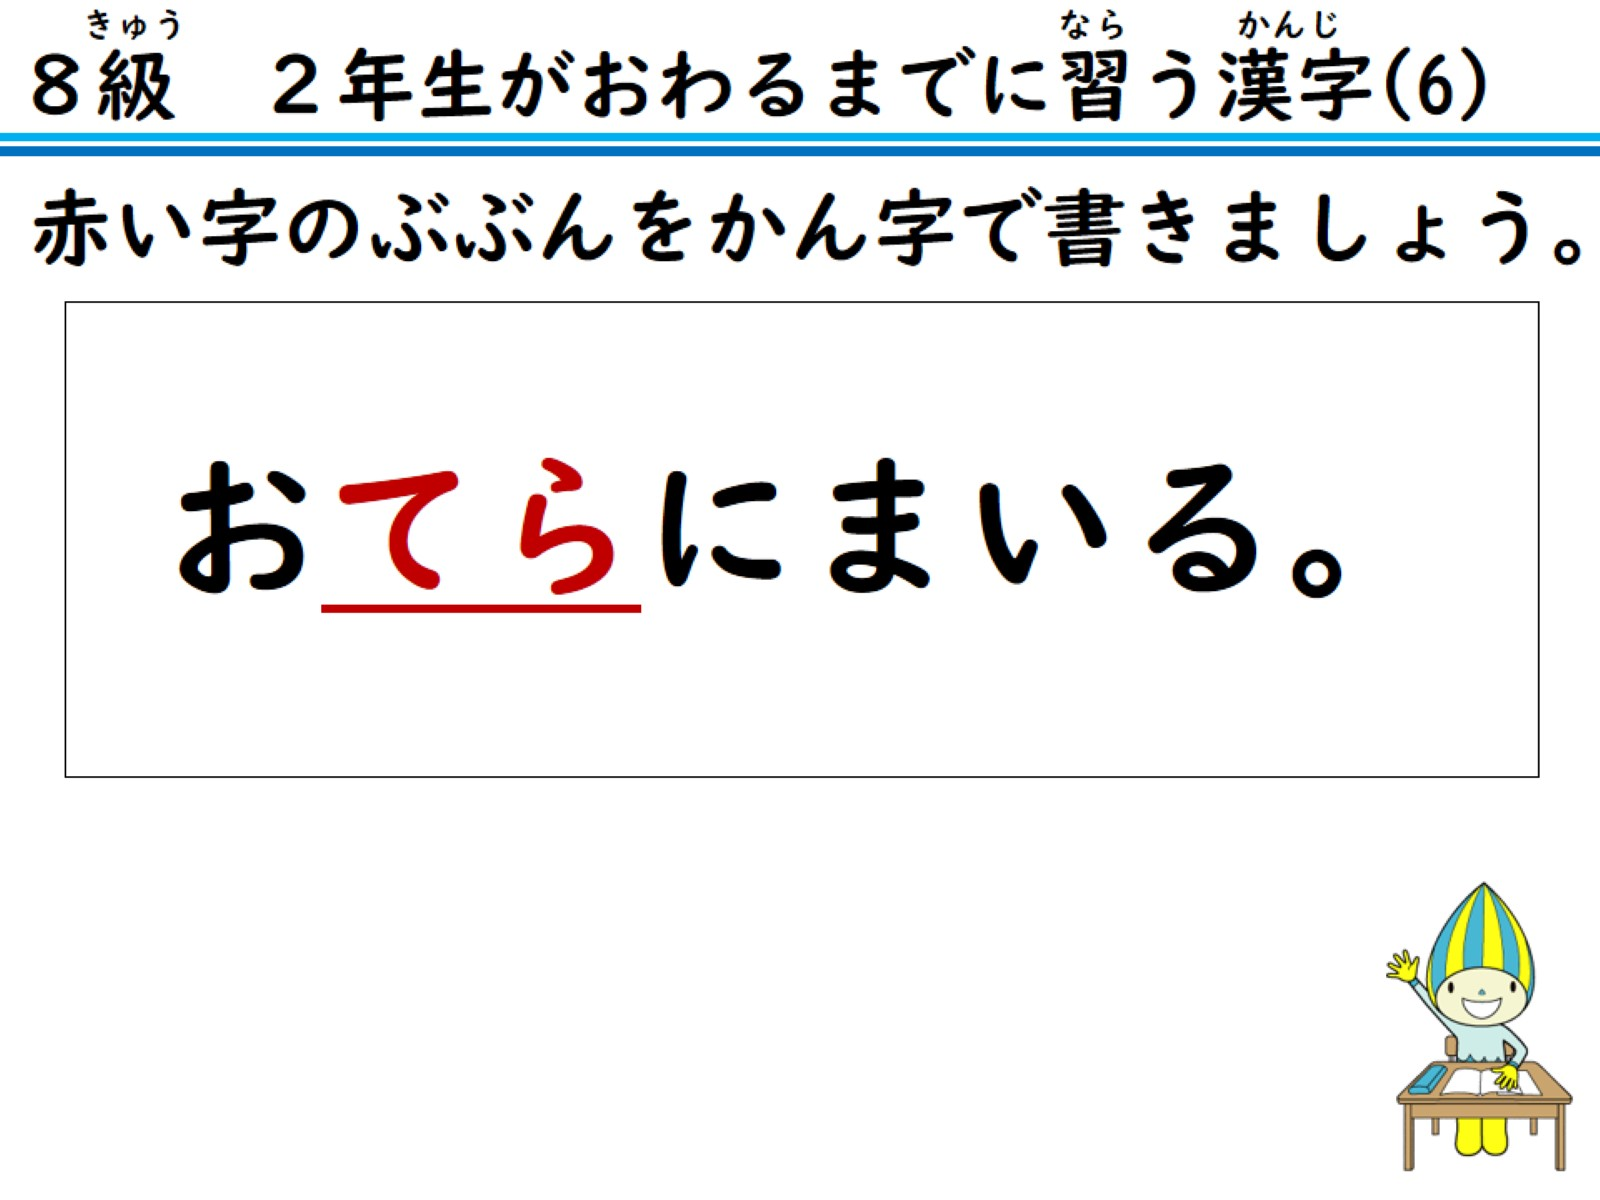 きゅう なら かんじ
８級　２年生がおわるまでに習う漢字(6)
赤い字のぶぶんをかん字で書きましょう。
おてらにまいる。